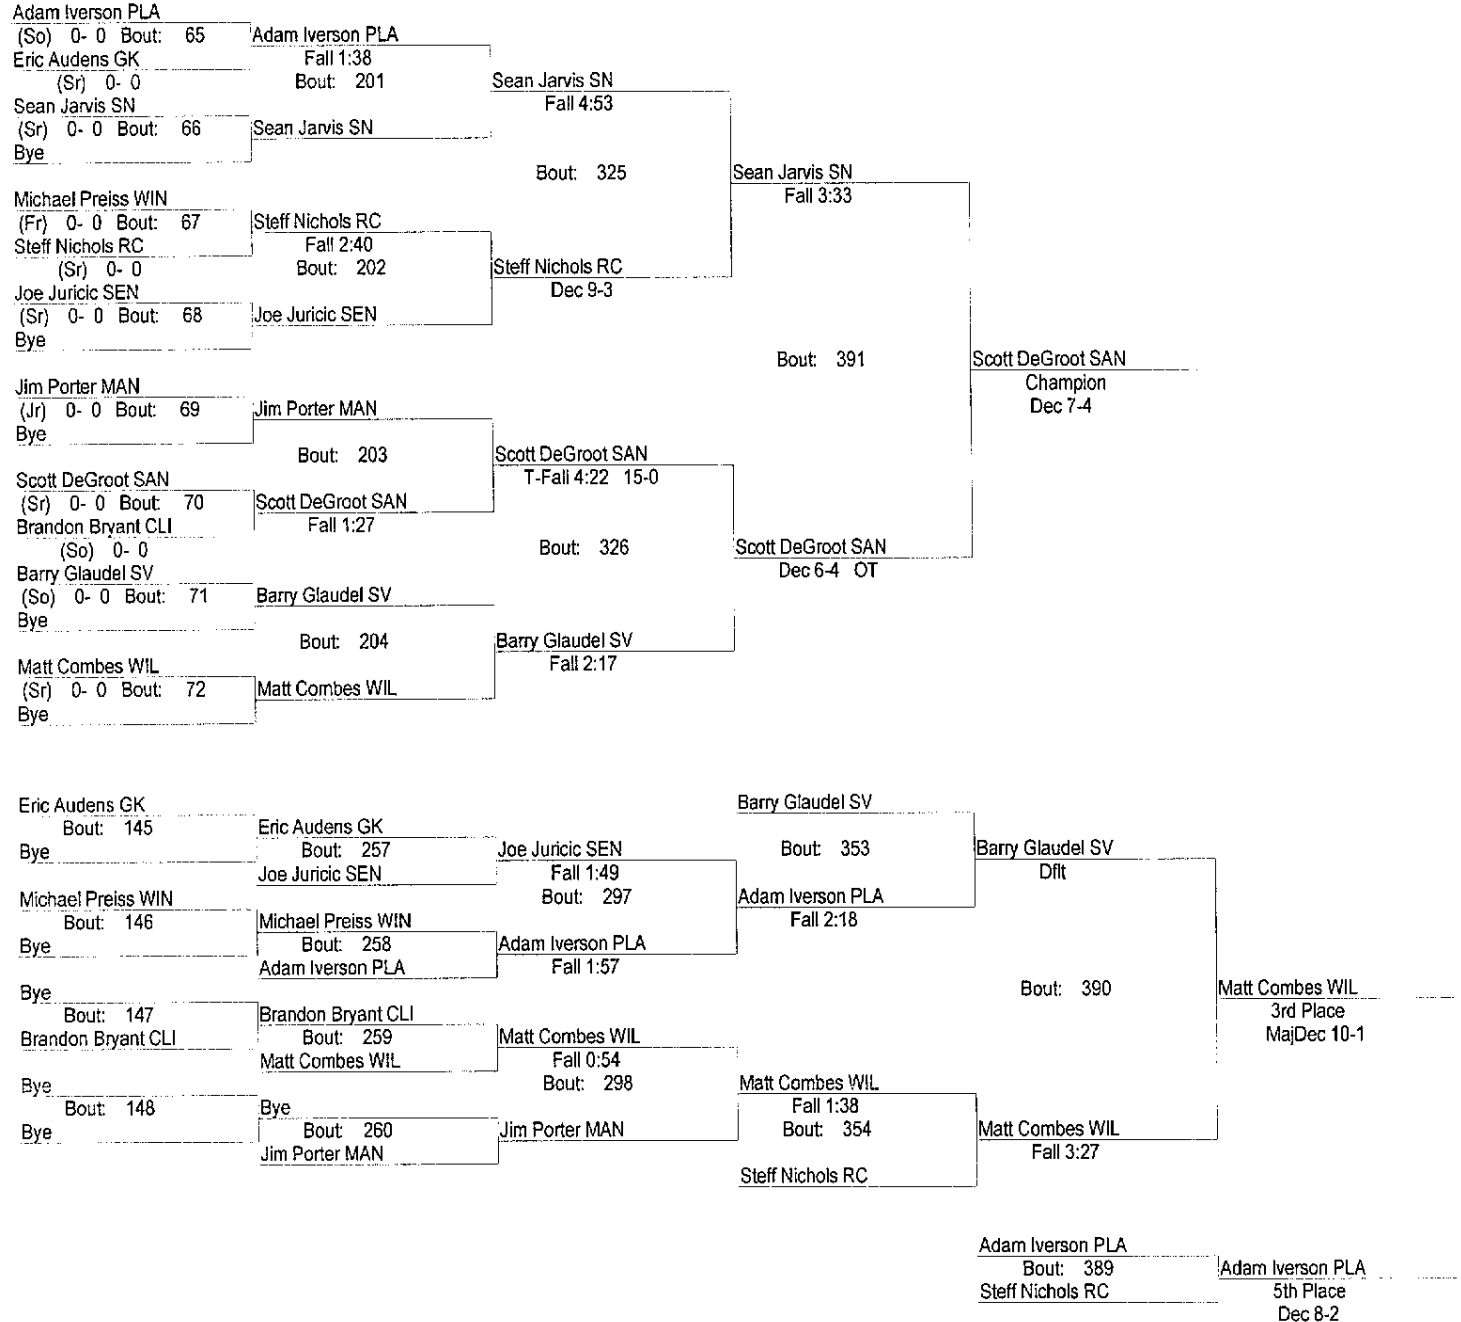 Adam Iverson PLA
(So) 0- 0 Bout: 65
Adam Iverson PLA
Eric Audens GK
Fall 1:38
(Sr) 0- 0
Bout: 201
Sean Jarvis SN
Sean Jarvis SN
Fall 4:53
(Sr) 0- 0 Bout: 66
Sean Jarvis SN
Bye
Bout: 325
Sean Jarvis SN
Fall 3:33
Michael Preiss WIN
(Fr) 0- 0 Bout: 67
Steff Nichols RC
Steff Nichols RC
Fall 2:40
(Sr) 0- 0
Bout: 202
Steff Nichols RC
Dec 9-3
Joe Juricic SEN
(Sr) 0- 0 Bout: 68
Joe Juricic SEN
Bye
Bout: 391
Scott DeGroot SAN
Champion
Dec 7-4
Jim Porter MAN
(Jr) 0- 0 Bout: 69
Jim Porter MAN
Bye
Bout: 203
Scott DeGroot SAN
T-Fall 4:22 15-0
Scott DeGroot SAN
(Sr) 0- 0 Bout: 70
Scott DeGroot SAN
Brandon Bryant CLI
Fall 1:27
(So) 0- 0
Bout: 326
Scott DeGroot SAN
Dec 6-4 OT
Barry Glaudel SV
(So) 0- 0 Bout: 71
Barry Glaudel SV
Bye
Bout: 204
Barry Glaudel SV
Fall 2:17
Matt Combes WIL
(Sr) 0- 0 Bout: 72
Matt Combes WIL
Bye
Eric Audens GK
Bout: 145
Eric Audens GK
Bye
Bout: 257
Joe Juricic SEN
Joe Juricic SEN
Fall 1:49
Bout: 297
Barry Glaudel SV
Bout: 353
Barry Glaudel SV
Dflt
Michael Preiss WIN
Bout: 146
Michael Preiss WIN
Bye
Bout: 258
Adam Iverson PLA
Adam Iverson PLA
Fall 1:57
Adam Iverson PLA
Fall 2:18
Bye
Bout: 147
Brandon Bryant CLI
Brandon Bryant CLI
Bout: 259
Matt Combes WIL
Matt Combes WIL
Fall 0:54
Bout: 298
Bout: 390
Matt Combes WIL
3rd Place
MajDec 10-1
Bye
Bout: 148
Bye
Bye
Bout: 260
Jim Porter MAN
Jim Porter MAN
Matt Combes WIL
Fall 1:38
Bout: 354
Steff Nichols RC
Matt Combes WIL
Fall 3:27
Adam Iverson PLA
Bout: 389
Steff Nichols RC
Adam Iverson PLA
5th Place
Dec 8-2